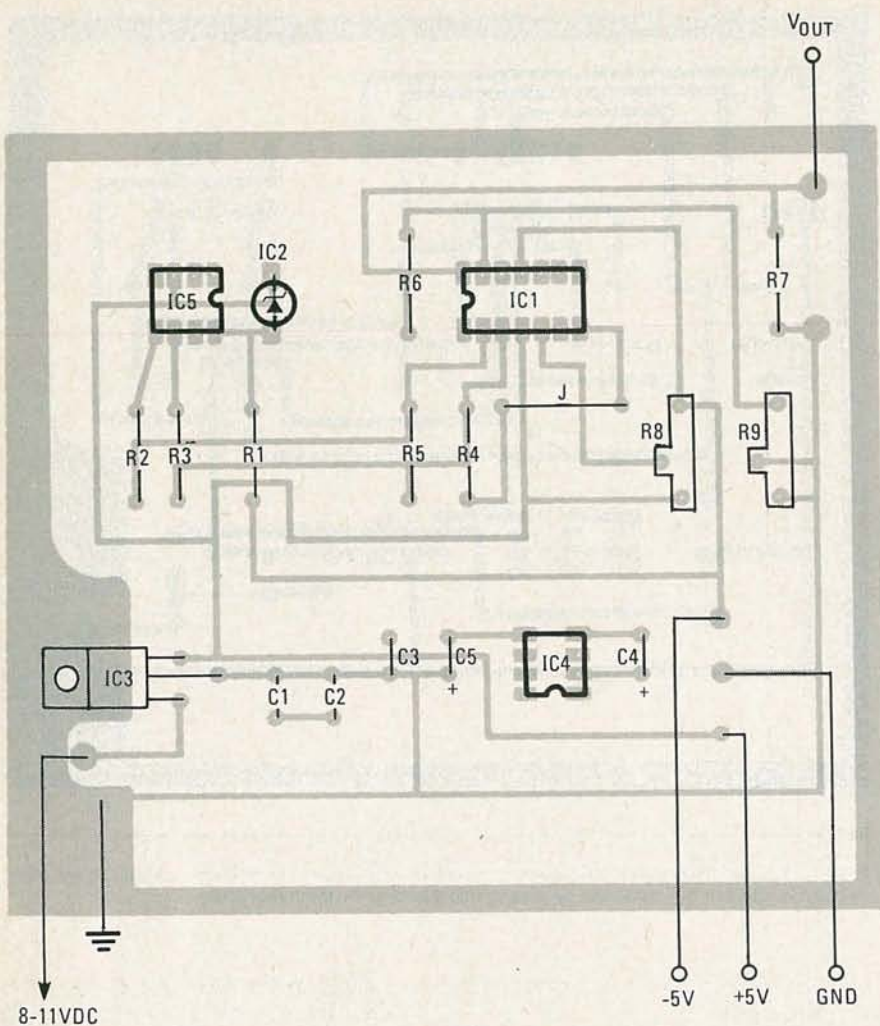 VOUT
IC2
IC5
R6
IC1
R7
J
R8
R9
R2
R3
R1
R5
R4
IC3
C3
C5
IC4
C4
C1
C2
+
+
8-11VDC
-5V
+5V
GND